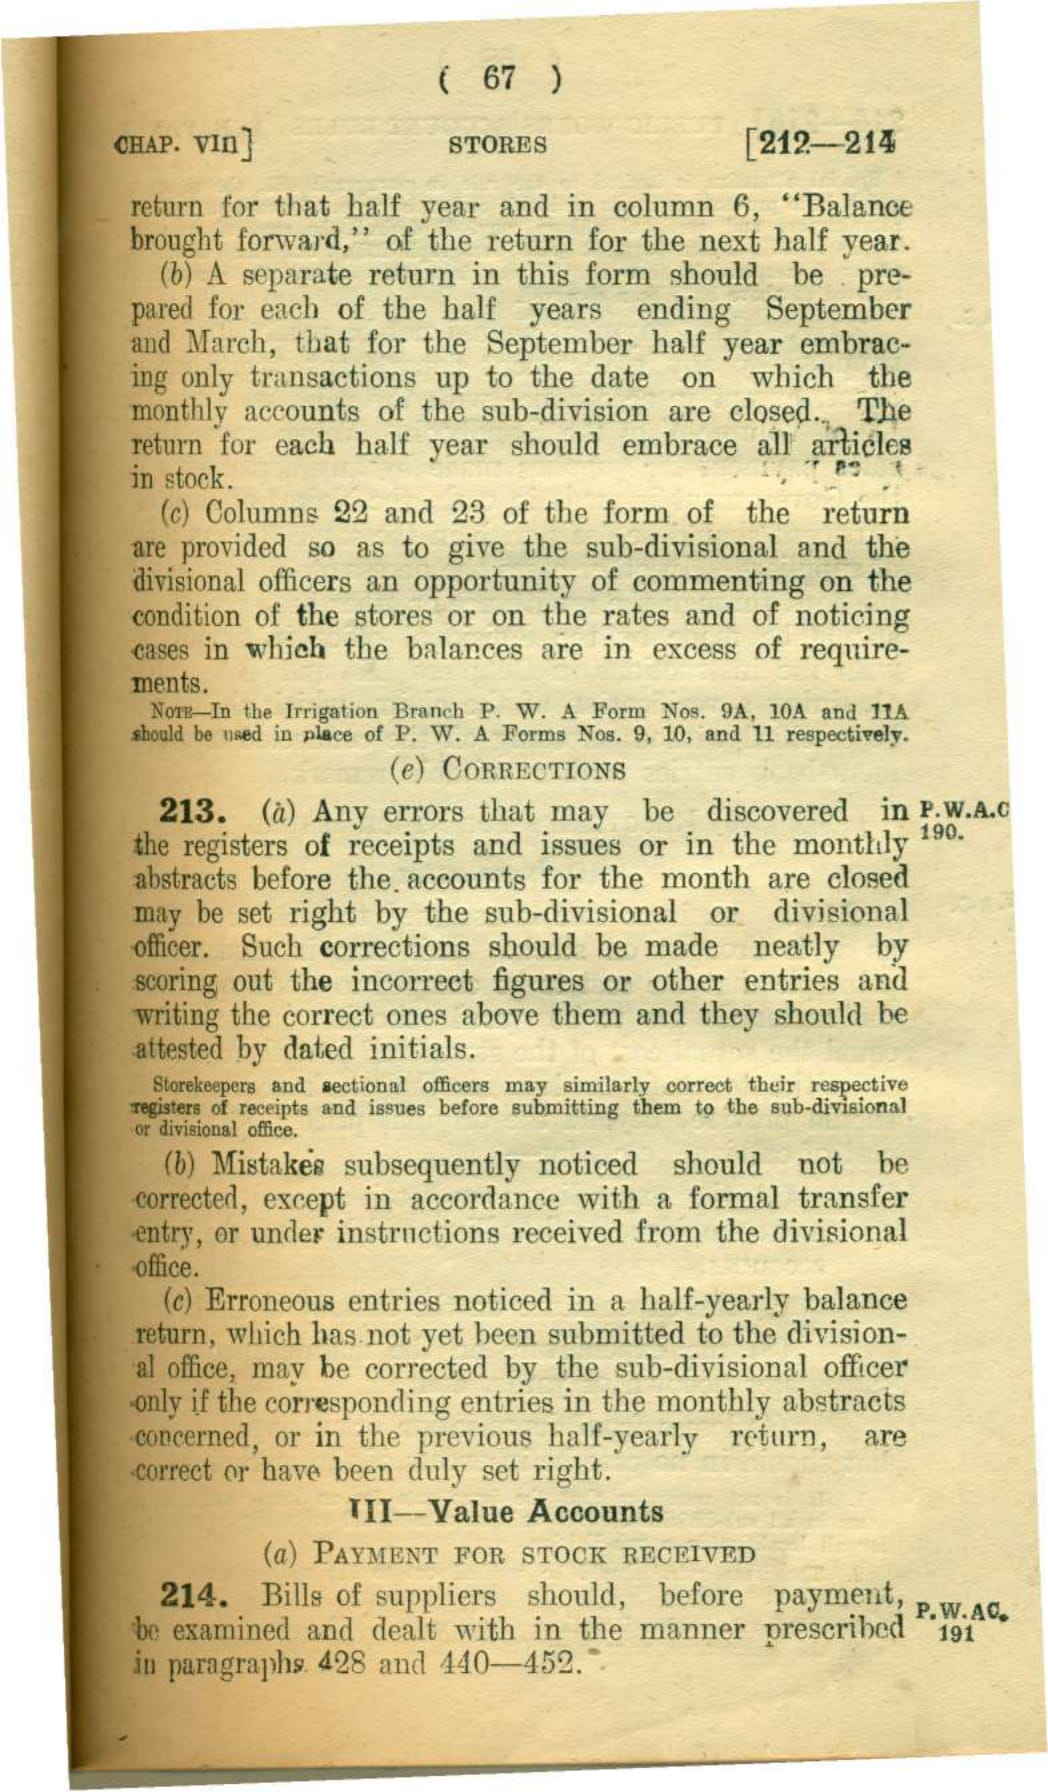 ( 67 )
CHAP. VIII] STORES [212—214
return for that half year and in column 6, “Balance
brought forward,” of the return for the next half year.
(b) A separate return in this form should be pre-
pared for each of the half years ending September
and March, that for the September half year embrac-
ing only transactions up to the date on which the
monthly accounts of the sub-division are closed. The
return for each half year should embrace all articles
in stock.
(c) Columns 22 and 23 of the form of the return
are provided so as to give the sub-divisional and the
divisional officers an opportunity of commenting on the
condition of the stores or on the rates and of noticing
cases in which the balances are in excess of require-
ments.
NOTE—In the Irrigation Branch P. W. A Form Nos. 9A, 10A and 11A
should be used in place of P. W. A Forms Nos. 9, 10, and 11 respectively.
(e) CORRECTIONS
213. (a) Any errors that may be discovered in P.W.A.C
the registers of receipts and issues or in the monthly 190.
abstracts before the accounts for the month are closed
may be set right by the sub-divisional or divisional
officer. Such corrections should be made neatly by
scoring out the incorrect figures or other entries and
writing the correct ones above them and they should be
attested by dated initials.
Storekeepers and sectional officers may similarly correct their respective
registers of receipts and issues before submitting them to the sub-divisional
or divisional office.
(b) Mistakes subsequently noticed should not be
corrected, except in accordance with a formal transfer
entry, or under instructions received from the divisional
office.
(c) Erroneous entries noticed in a half-yearly balance
return, which has not yet been submitted to the division-
al office, may be corrected by the sub-divisional officer
only if the corresponding entries in the monthly abstracts
concerned, or in the previous half-yearly return, are
correct or have been duly set right.
III—Value Accounts
(a) PAYMENT FOR STOCK RECEIVED
214. Bills of suppliers should, before payment, P.W.AC.
be examined and dealt with in the manner prescribed 191
in paragraphs 428 and 440—452.